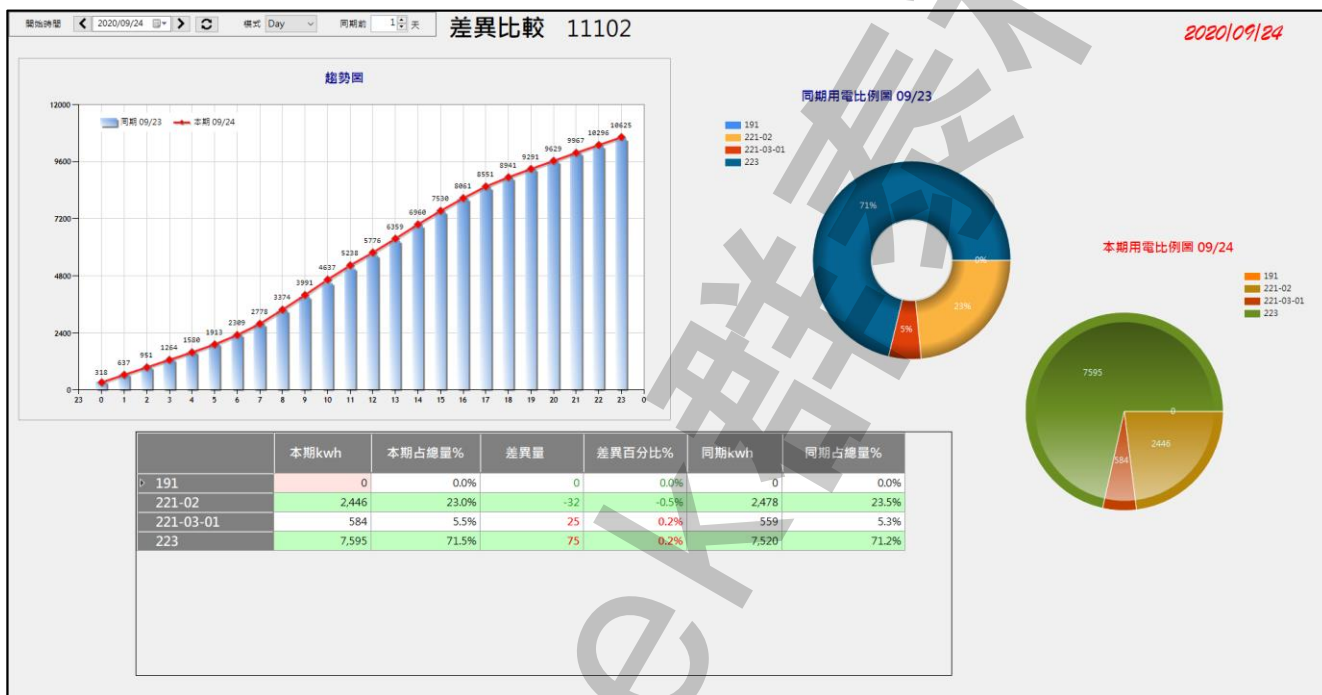 開始時間 2020/09/24 模式 Day 同期前 1 天 差異比較 11102 2020/09/24
趨勢圖
同期 09/23 本期 09/24
12000
9600
7200
4800
2400
0
318 637 951 1264 1580 1913 2309 2778 3374 3991 4637 5238 5776 6359 6960 7530 8061 8551 8941 9291 9629 9967 10296 10625
23 0 1 2 3 4 5 6 7 8 9 10 11 12 13 14 15 16 17 18 19 20 21 22 23 0
同期用電比例圖 09/23
191
221-02
221-03-01
223
71%
0%
23%
5%
本期用電比例圖 09/24
191
221-02
221-03-01
223
7595
0
2446
584
本期kwh 本期占總量% 差異量 差異百分比% 同期kwh 同期占總量%
191 0 0.0% 0 0.0% 0 0.0%
221-02 2,446 23.0% -32 -0.5% 2,478 23.5%
221-03-01 584 5.5% 25 0.2% 559 5.3%
223 7,595 71.5% 75 0.2% 7,520 71.2%